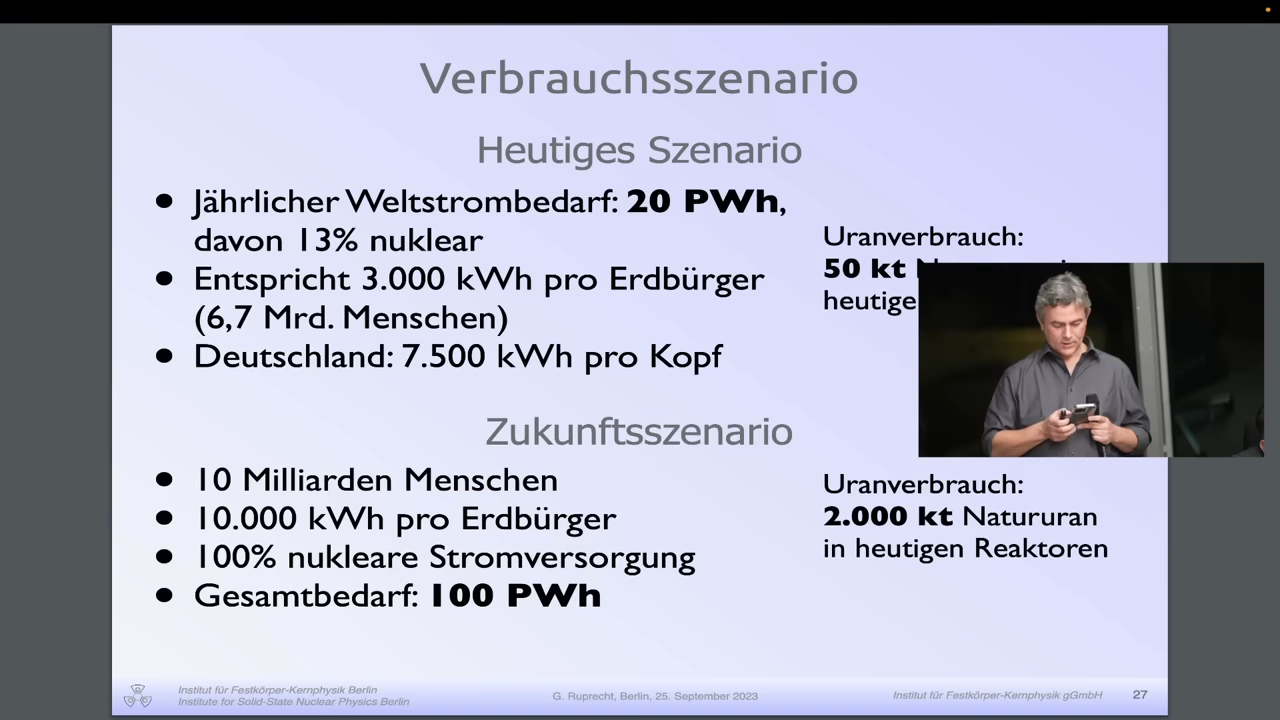 Verbrauchsszenario
Heutiges Szenario
● Jährlicher Weltstrombedarf: 20 PWh,
davon 13% nuklear
● Entspricht 3.000 kWh pro Erdbürger
(6,7 Mrd. Menschen)
● Deutschland: 7.500 kWh pro Kopf
Uranverbrauch:
50 kt
Zukunftsszenario
● 10 Milliarden Menschen
● 10.000 kWh pro Erdbürger
● 100% nukleare Stromversorgung
● Gesamtbedarf: 100 PWh
Uranverbrauch:
2.000 kt Natururan
in heutigen Reaktoren
Institut für Festkörper-Kernphysik Berlin
Institute for Solid-State Nuclear Physics Berlin
G. Ruprecht, Berlin, 25. September 2023
Institut für Festkörper-Kernphysik gGmbH
27